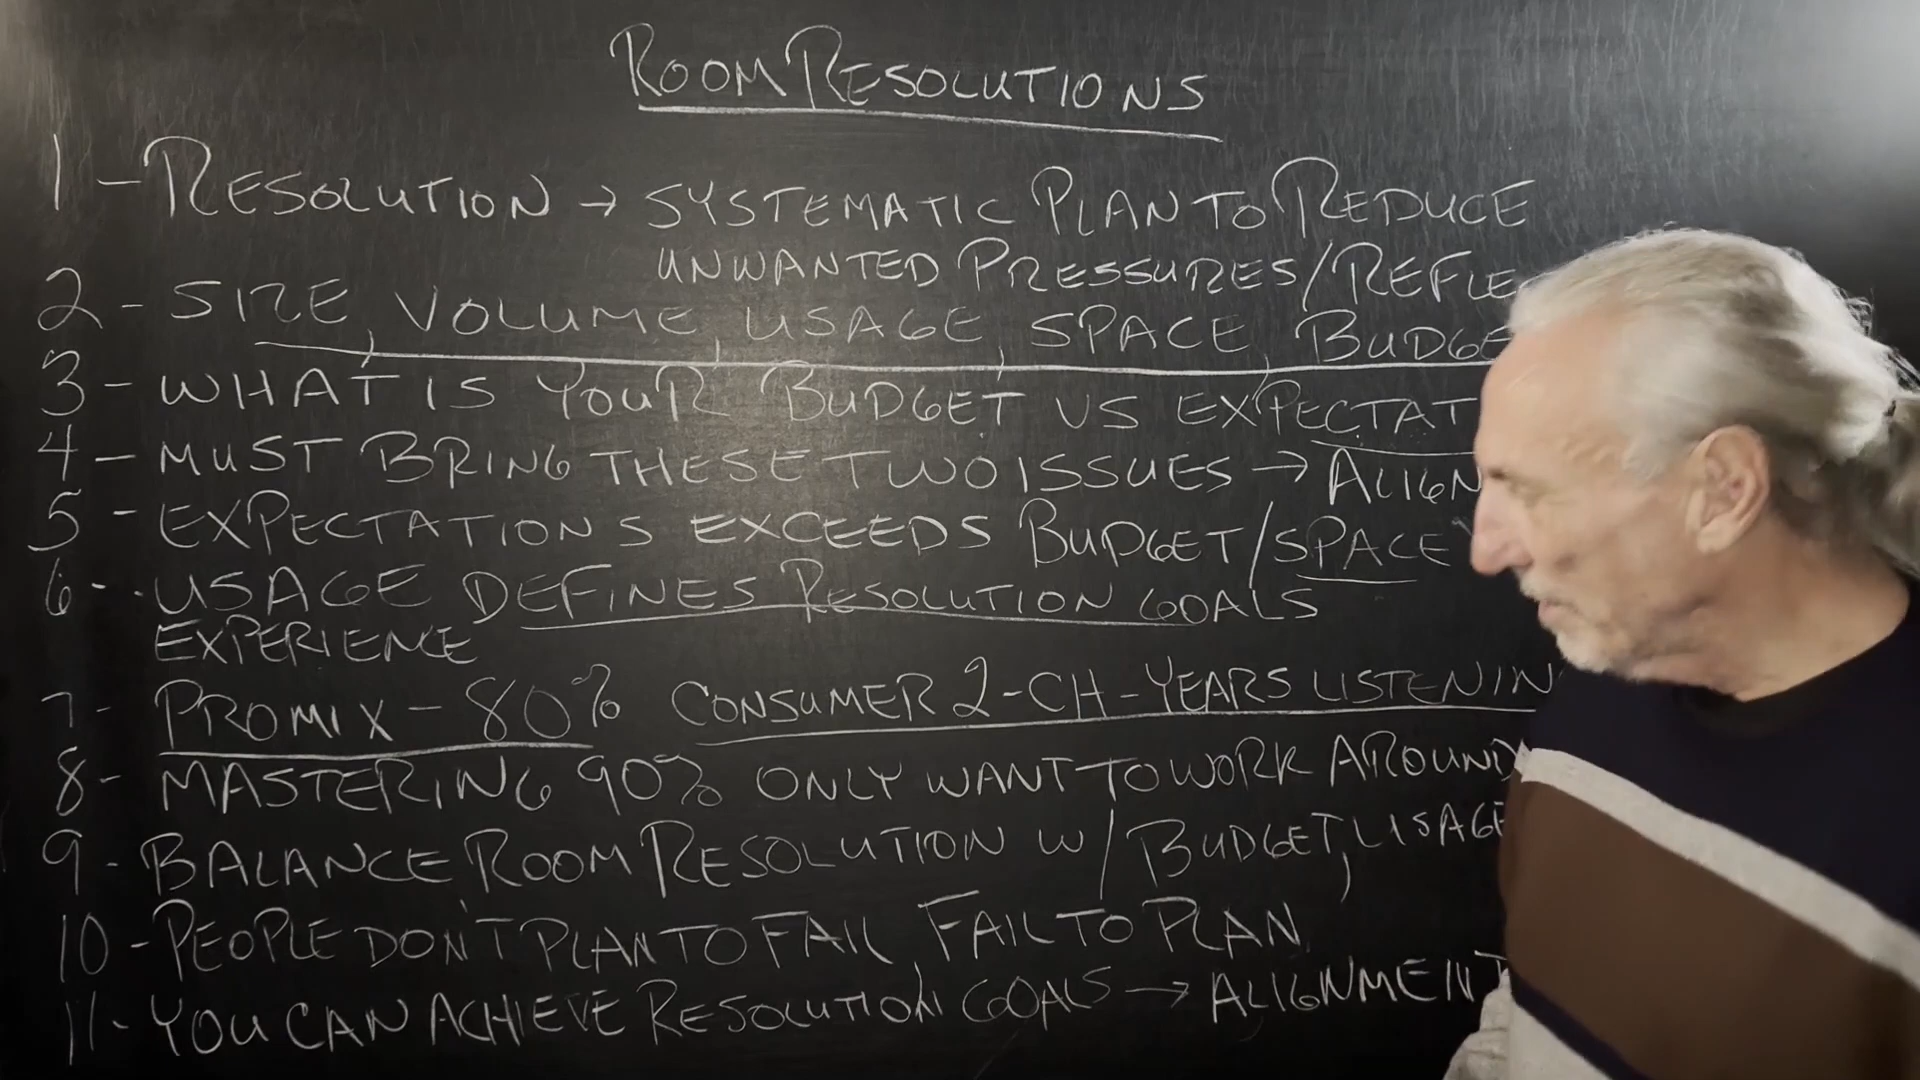 ROOM RESOLUTIONS
1 - RESOLUTION → SYSTEMATIC PLAN TO REDUCE
UNWANTED PRESSURES/REFLE
2 - SIZE, VOLUME, USAGE, SPACE, BUDGE
3 - WHAT IS YOUR BUDGET VS EXPECTAT
4 - MUST BRING THESE TWO ISSUES → ALIGN
5 - EXPECTATIONS EXCEEDS BUDGET/SPACE
6 - USAGE DEFINES RESOLUTION GOALS
EXPERIENCE
7 - PRO MIX - 80% CONSUMER 2-CH-YEARS LISTENIN
8 - MASTERING 90% ONLY WANT TO WORK AROUND
9 - BALANCE ROOM RESOLUTION W/ BUDGET, USAGE
10 - PEOPLE DON'T PLAN TO FAIL, FAIL TO PLAN
11 - YOU CAN ACHIEVE RESOLUTION GOALS → ALIGNMENT